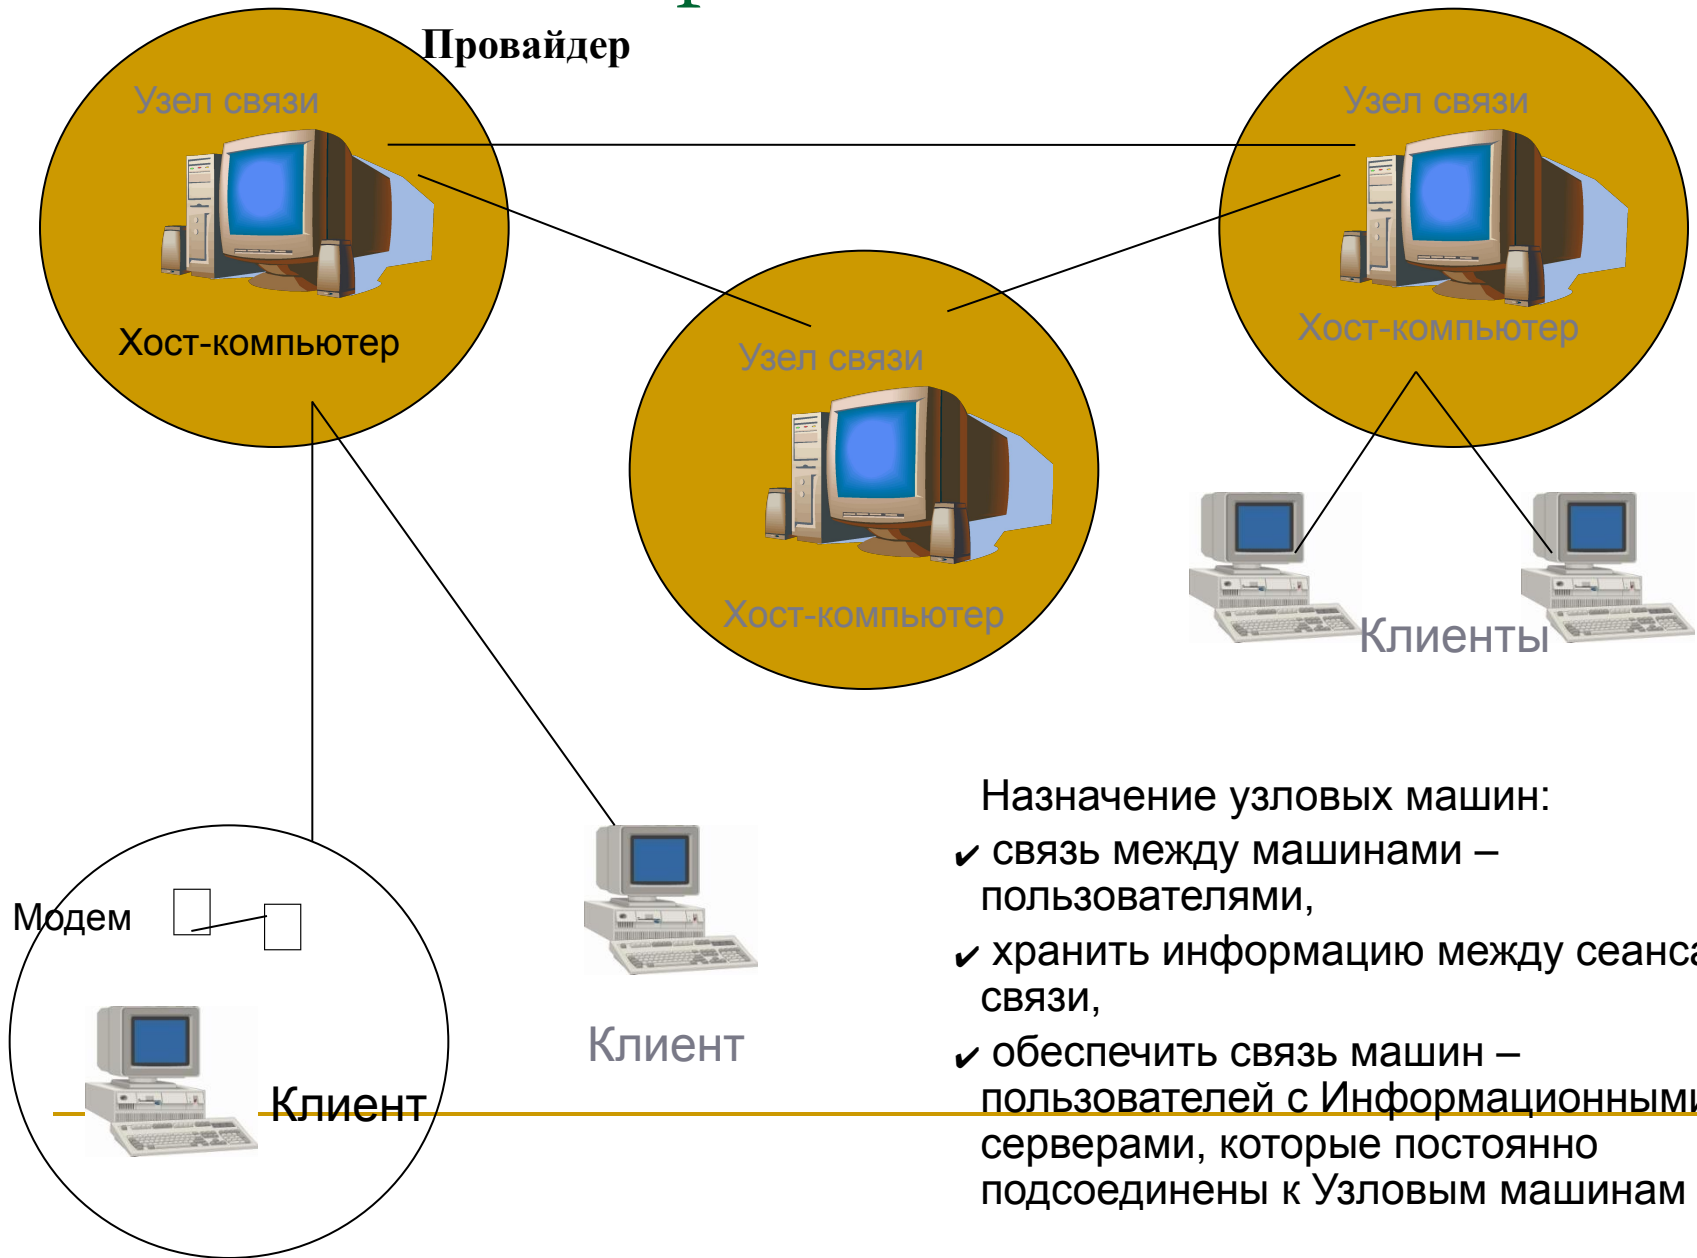 Провайдер
Узел связи
Узел связи
Хост-компьютер
Хост-компьютер
Узел связи
Хост-компьютер
Клиенты
Модем
Клиент
Клиент
Назначение узловых машин:
✔ связь между машинами –
пользователями,
✔ хранить информацию между сеанса
связи,
✔ обеспечить связь машин –
пользователей с Информационными
серверами, которые постоянно
подсоединены к Узловым машинам